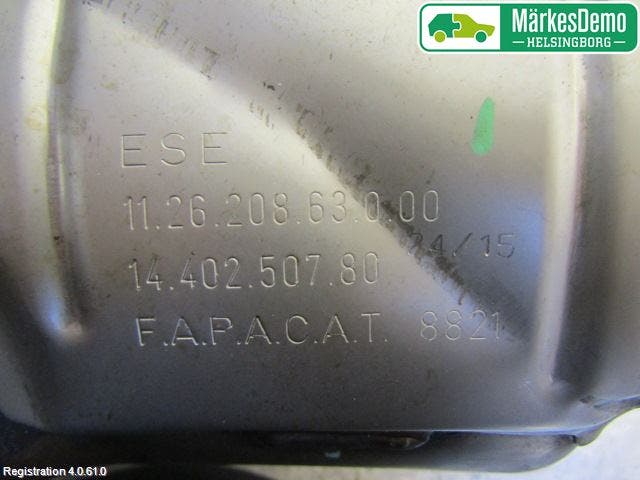 MärkesDemo
HELSINGBORG
ESE
11.26.208.63.0.00
24/15
14.402.507.80
F.A.P.A.C.A.T. 8821
Registration 4.0.61.0